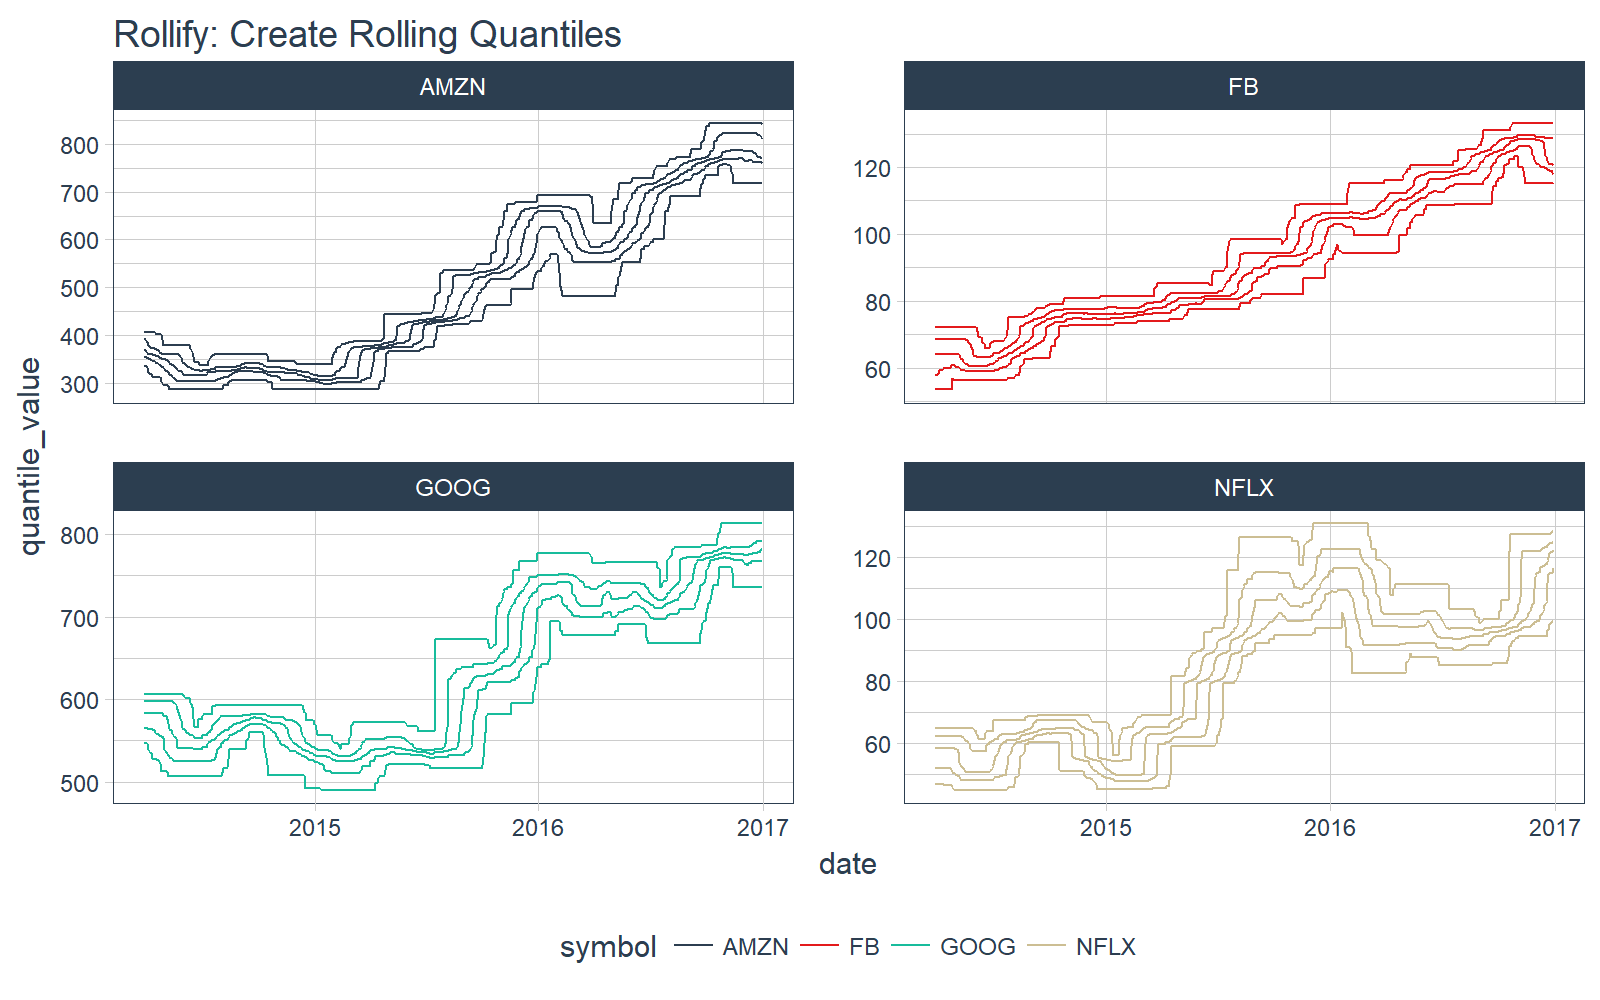 Rollify: Create Rolling Quantiles
AMZN
FB
800
700
600
500
400
300
120
100
80
60
quantile_value
GOOG
NFLX
800
700
600
500
120
100
80
60
2015 2016 2017
2015 2016 2017
date
symbol AMZN FB GOOG NFLX